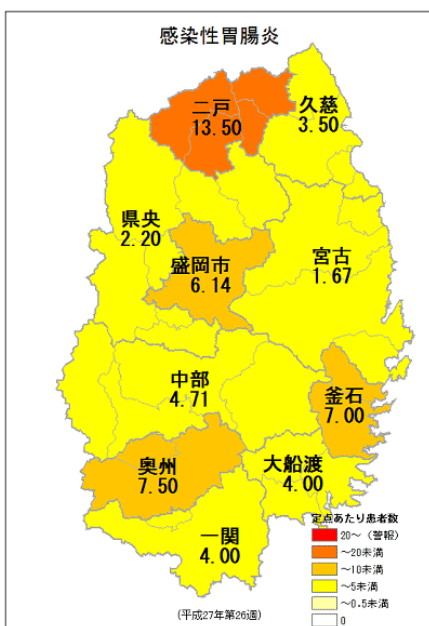 感染性胃腸炎
二戸
13.50
久慈
3.50
県央
2.20
盛岡市
6.14
宮古
1.67
中部
4.71
釜石
7.00
奥州
7.50
大船渡
4.00
一関
4.00
定点あたり患者数
20～（警報）
～20未満
～10未満
～5未満
～0.5未満
0
(平成27年第26週)